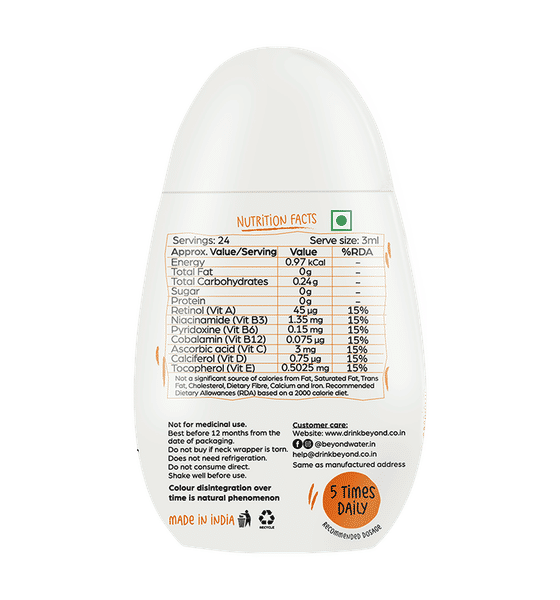 NUTRITION FACTS
Servings: 24 Serve size: 3ml
Approx. Value/Serving Value %RDA
Energy 0.97 kCal –
Total Fat 0g –
Total Carbohydrates 0.24g –
Sugar 0g –
Protein 0g –
Retinol (Vit A) 45 µg 15%
Niacinamide (Vit B3) 1.35 mg 15%
Pyridoxine (Vit B6) 0.15 mg 15%
Cobalamin (Vit B12) 0.075 µg 15%
Ascorbic acid (Vit C) 3 mg 15%
Calciferol (Vit D) 0.75 µg 15%
Tocopherol (Vit E) 0.5025 mg 15%
Not a significant source of calories from Fat, Saturated Fat, Trans
Fat, Cholesterol, Dietary Fibre, Calcium and Iron. Recommended
Dietary Allowances (RDA) based on a 2000 calorie diet.
Not for medicinal use.
Best before 12 months from the
date of packaging.
Do not buy if neck wrapper is torn.
Does not need refrigeration.
Do not consume direct.
Shake well before use.
Colour disintegration over
time is natural phenomenon
MADE IN INDIA
RECYCLE
Customer care:
Website: www.drinkbeyond.co.in
@beyondwater.in
help@drinkbeyond.co.in
Same as manufactured address
5 TIMES
DAILY
RECOMMENDED DOSAGE